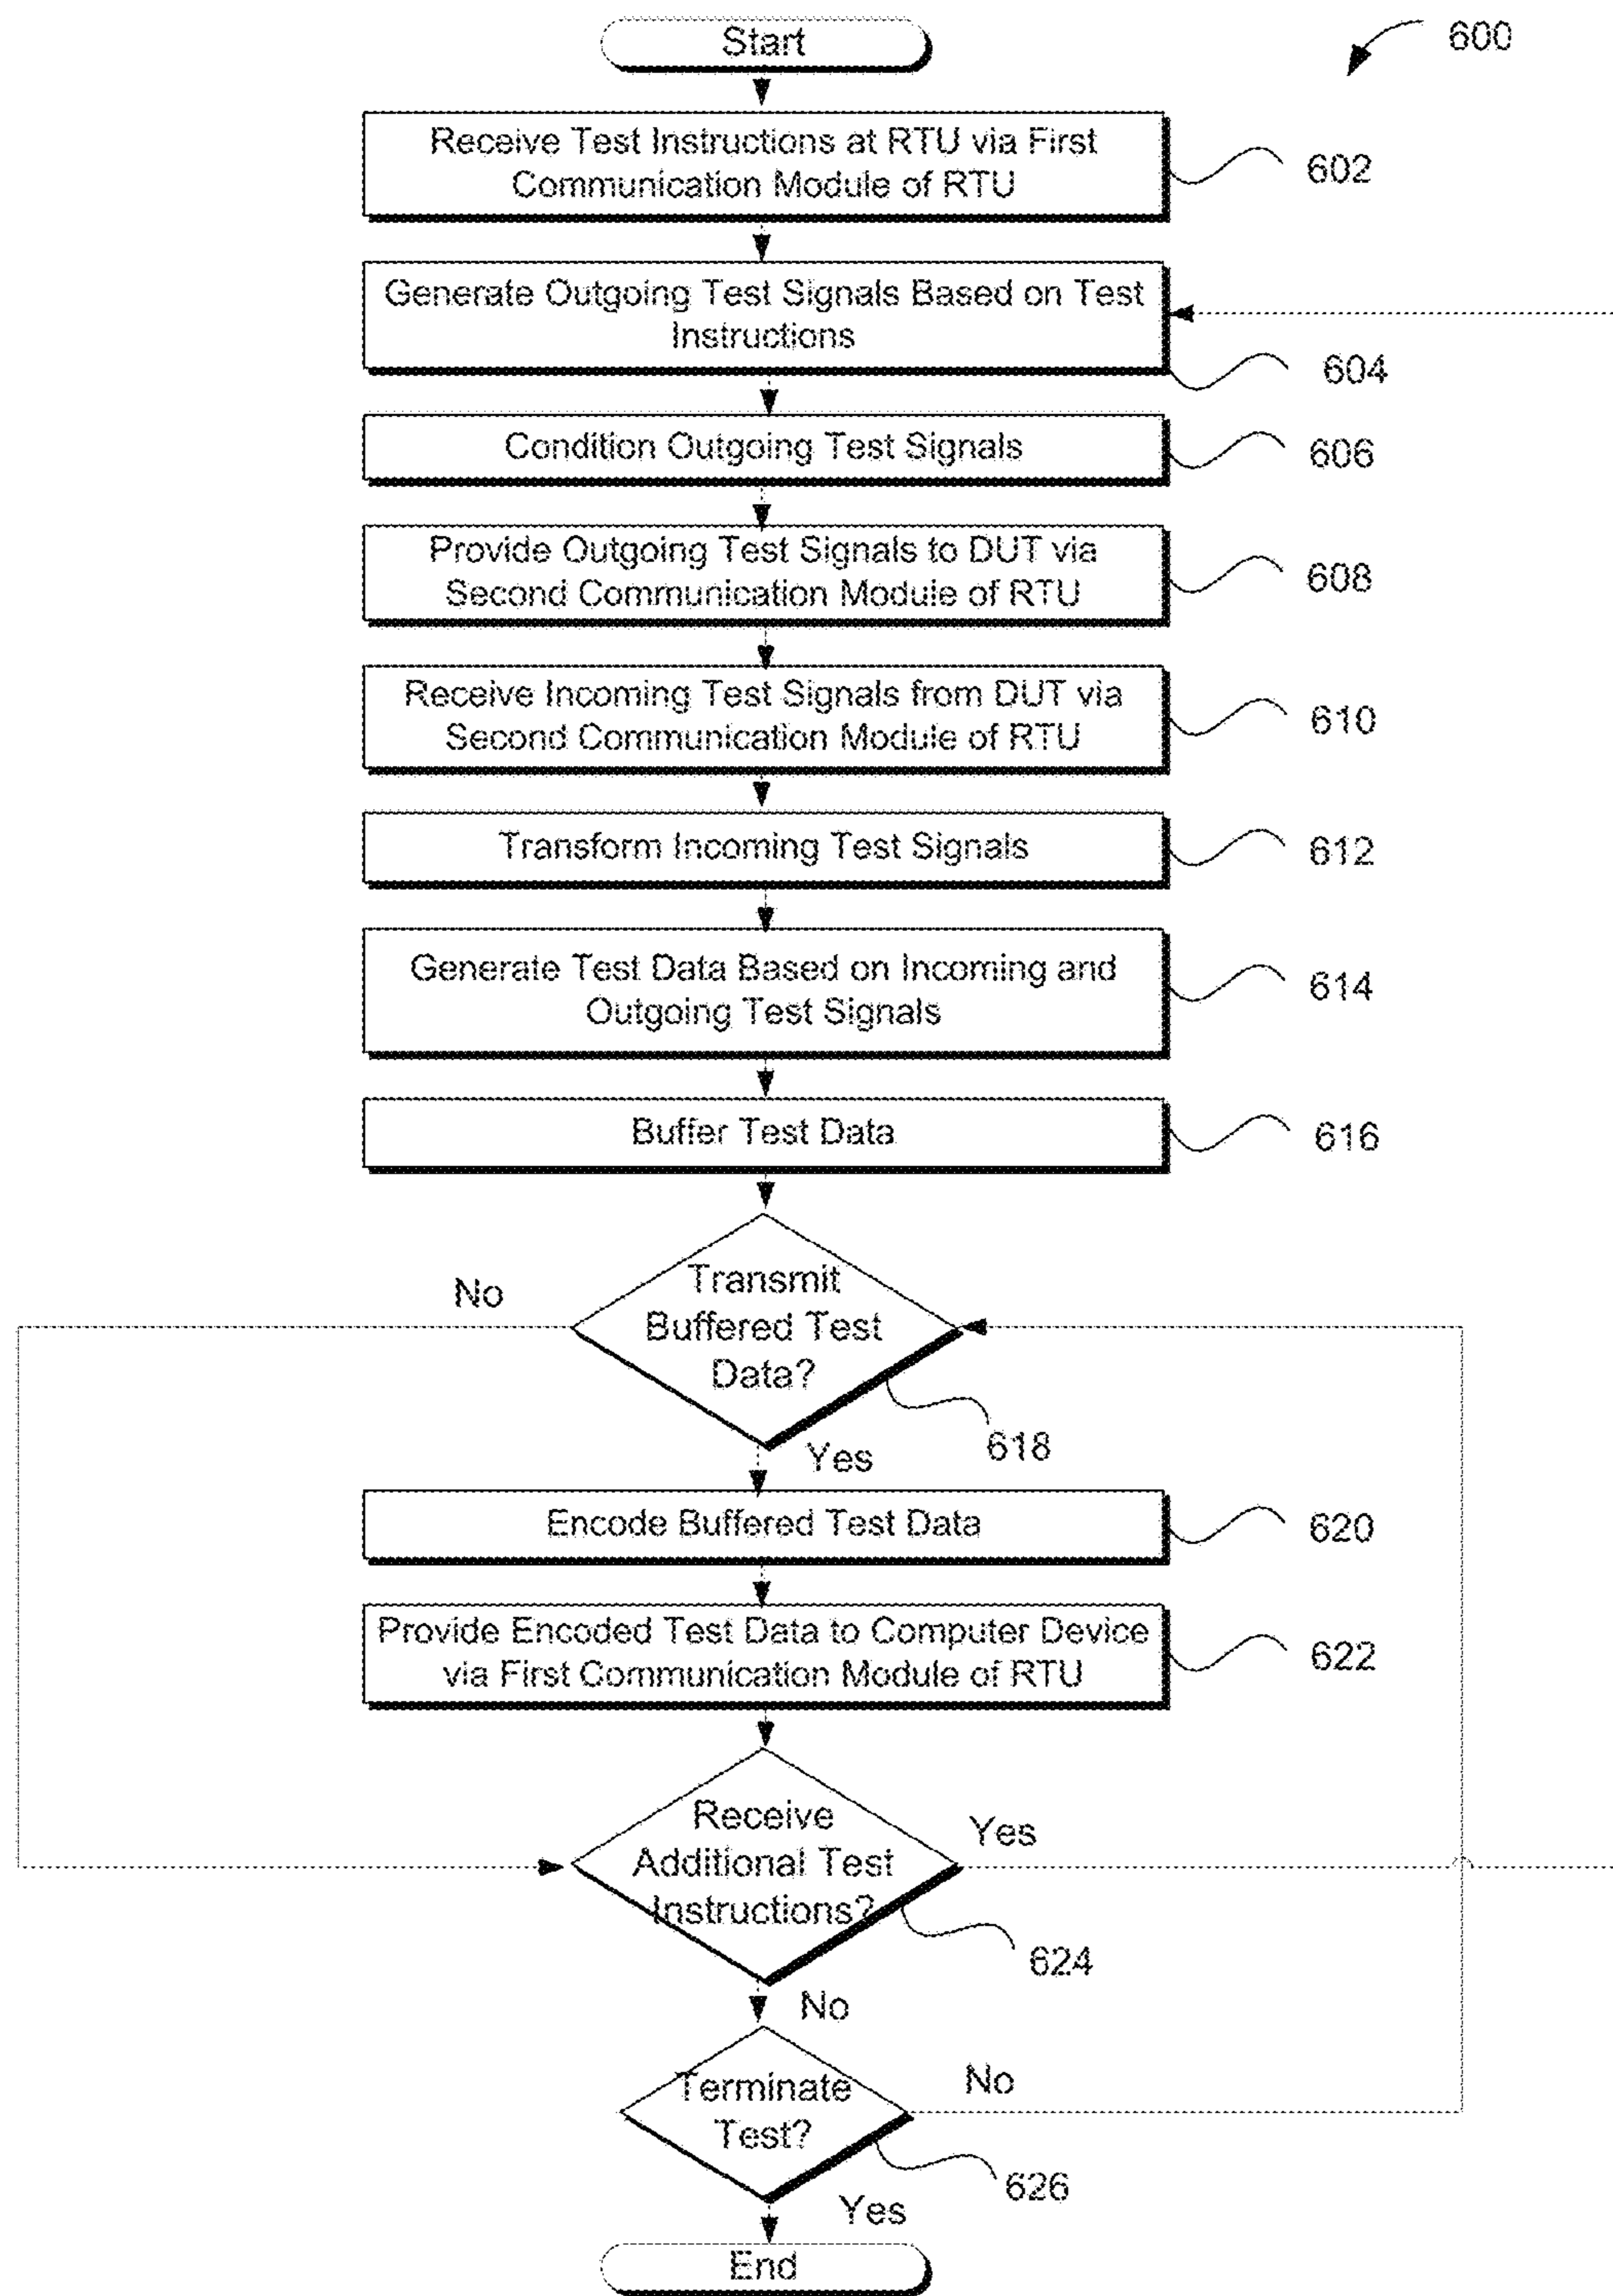 Start
600
Receive Test Instructions at RTU via First
Communication Module of RTU
602
Generate Outgoing Test Signals Based on Test
Instructions
604
Condition Outgoing Test Signals
606
Provide Outgoing Test Signals to DUT via
Second Communication Module of RTU
608
Receive Incoming Test Signals from DUT via
Second Communication Module of RTU
610
Transform Incoming Test Signals
612
Generate Test Data Based on Incoming and
Outgoing Test Signals
614
Buffer Test Data
616
Transmit
Buffered Test
Data?
No
618
Yes
Encode Buffered Test Data
620
Provide Encoded Test Data to Computer Device
via First Communication Module of RTU
622
Receive
Additional Test
Instructions?
Yes
624
No
Terminate
Test?
No
626
Yes
End